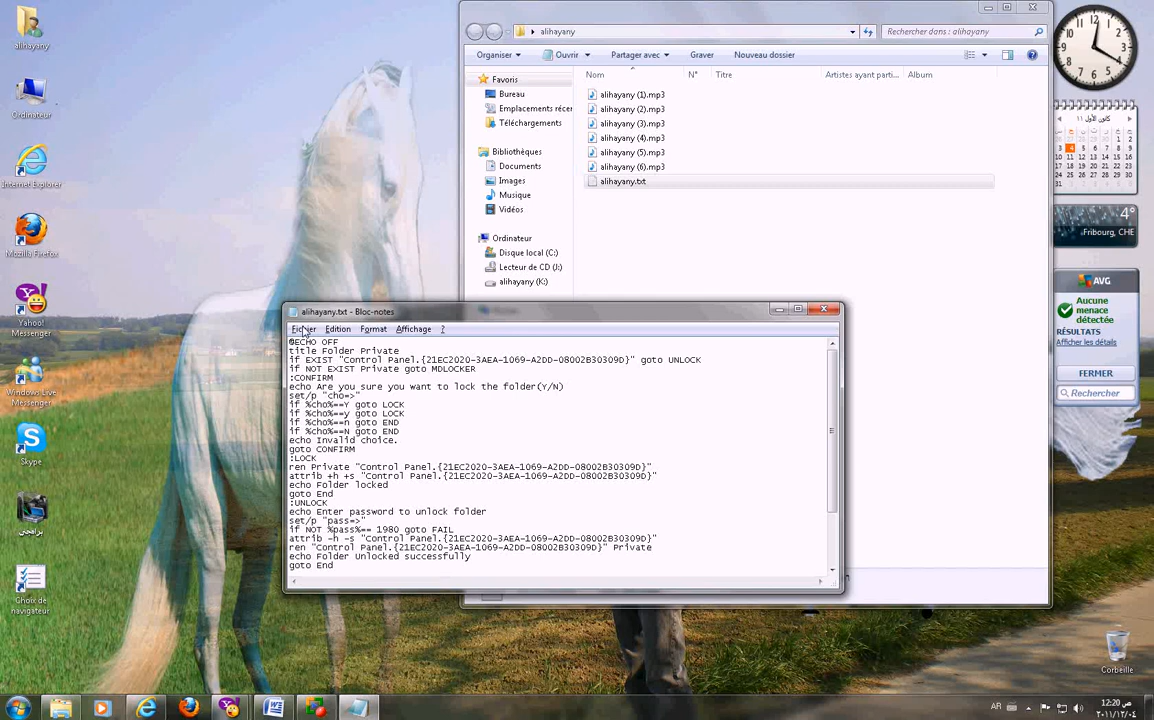 alihayany
Ordinateur
Internet Explorer
Mozilla Firefox
Yahoo!
Messenger
Windows Live
Messenger
Skype
برامجي
Choix de
navigateur
alihayany
Rechercher dans : alihayany
Organiser
Ouvrir
Partager avec
Graver
Nouveau dossier
Favoris
Bureau
Emplacements récer
Téléchargements
Bibliothèques
Documents
Images
Musique
Vidéos
Ordinateur
Disque local (C:)
Lecteur de CD (J:)
alihayany (K:)
Nom
N°
Titre
Artistes ayant parti...
Album
alihayany (1).mp3
alihayany (2).mp3
alihayany (3).mp3
alihayany (4).mp3
alihayany (5).mp3
alihayany (6).mp3
alihayany.txt
alihayany.txt - Bloc-notes
Fichier Edition Format Affichage ?
@ECHO OFF
title Folder Private
if EXIST "Control Panel.{21EC2020-3AEA-1069-A2DD-08002B30309D}" goto UNLOCK
if NOT EXIST Private goto MDLOCKER
:CONFIRM
echo Are you sure you want to lock the folder(Y/N)
set/p "cho=>"
if %cho%==Y goto LOCK
if %cho%==y goto LOCK
if %cho%==n goto END
if %cho%==N goto END
echo Invalid choice.
goto CONFIRM
:LOCK
ren Private "Control Panel.{21EC2020-3AEA-1069-A2DD-08002B30309D}"
attrib +h +s "Control Panel.{21EC2020-3AEA-1069-A2DD-08002B30309D}"
echo Folder locked
goto End
:UNLOCK
echo Enter password to unlock folder
set/p "pass=>"
if NOT %pass%== 1980 goto FAIL
attrib -h -s "Control Panel.{21EC2020-3AEA-1069-A2DD-08002B30309D}"
ren "Control Panel.{21EC2020-3AEA-1069-A2DD-08002B30309D}" Private
echo Folder Unlocked successfully
goto End
كانون الأول ١١
4°
Fribourg, CHE
AVG
Aucune
menace
détectée
RÉSULTATS
Afficher les détails
FERMER
Rechercher
Corbeille
AR
12:20 ص
٢٠١١/١٢/٠٤